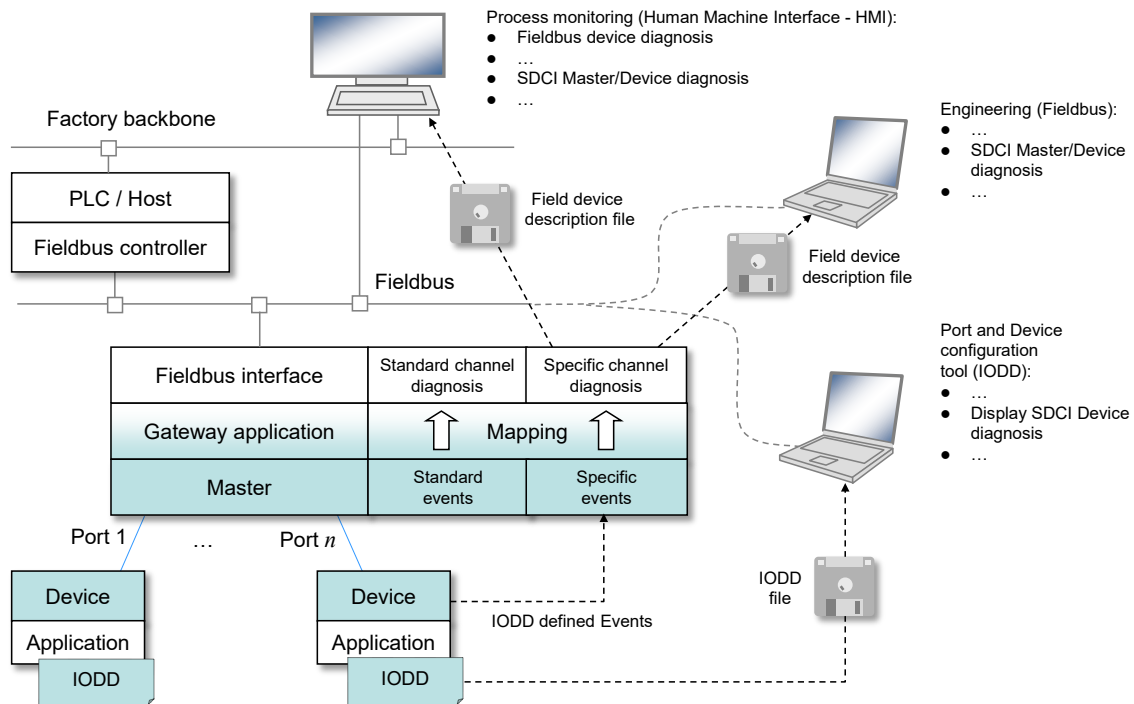 Process monitoring (Human Machine Interface - HMI):
● Fieldbus device diagnosis
● …
● SDCI Master/Device diagnosis
● …
Engineering (Fieldbus):
● …
● SDCI Master/Device
diagnosis
● …
Factory backbone
PLC / Host
Fieldbus controller
Field device
description file
Field device
description file
Fieldbus
Port and Device
configuration
tool (IODD):
● …
● Display SDCI Device
diagnosis
● …
Fieldbus interface
Standard channel
diagnosis
Specific channel
diagnosis
Gateway application
Mapping
Master
Standard
events
Specific
events
Port 1
…
Port n
Device
Application
IODD
Device
Application
IODD
IODD defined Events
IODD
file